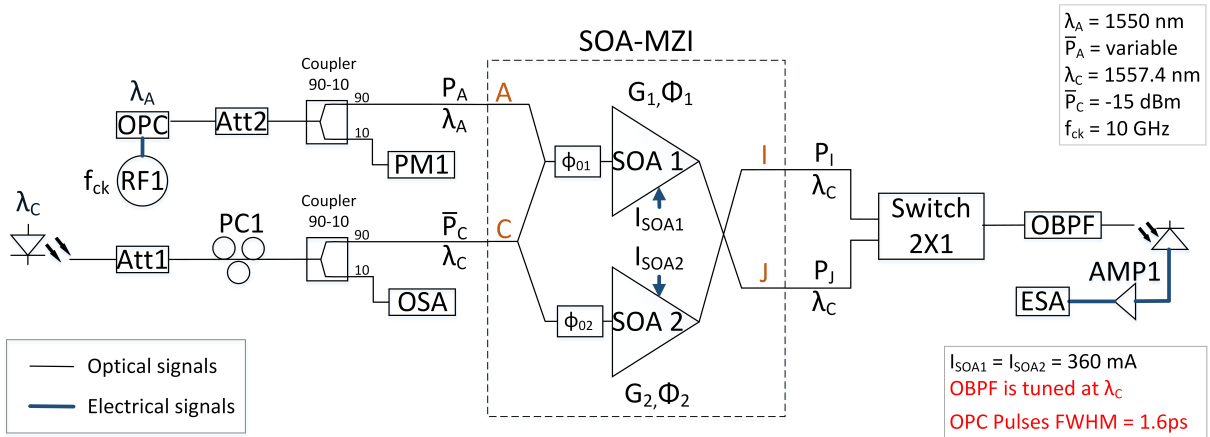 SOA-MZI
λA = 1550 nm
P̅A = variable
λC = 1557.4 nm
P̅C = -15 dBm
fck = 10 GHz
Coupler
90-10
λA
OPC
Att2
90
10
PA
λA
A
G1,Φ1
PM1
fck
RF1
ϕ01
SOA 1
ISOA1
I
PI
λC
Switch
2X1
OBPF
λC
PC1
Coupler
90-10
Att1
90
10
P̅C
λC
C
OSA
ISOA2
J
PJ
λC
AMP1
ESA
ϕ02
SOA 2
G2,Φ2
Optical signals
Electrical signals
ISOA1 = ISOA2 = 360 mA
OBPF is tuned at λC
OPC Pulses FWHM = 1.6ps